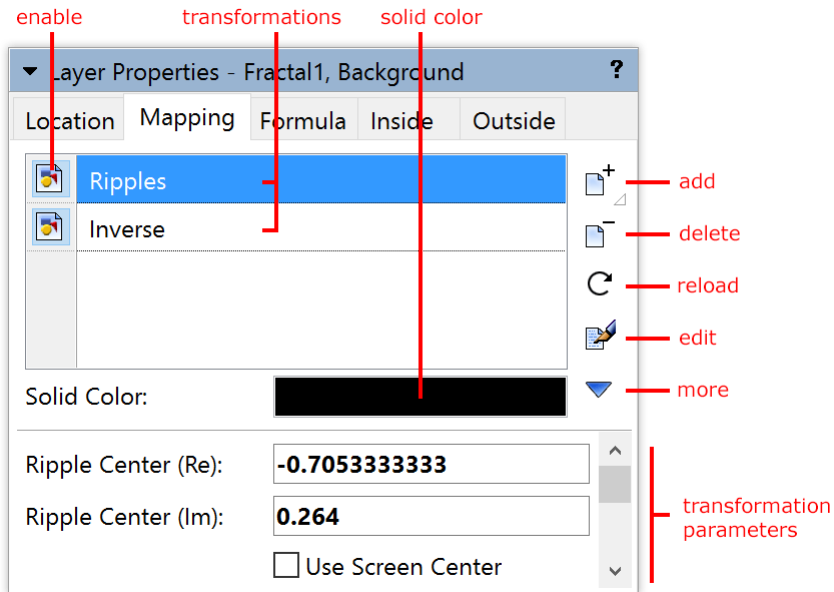 enable transformations solid color
Layer Properties - Fractal1, Background ?
Location Mapping Formula Inside Outside
Ripples
add
Inverse
delete
reload
edit
Solid Color:
more
Ripple Center (Re): -0.7053333333
Ripple Center (Im): 0.264
transformation
parameters
Use Screen Center